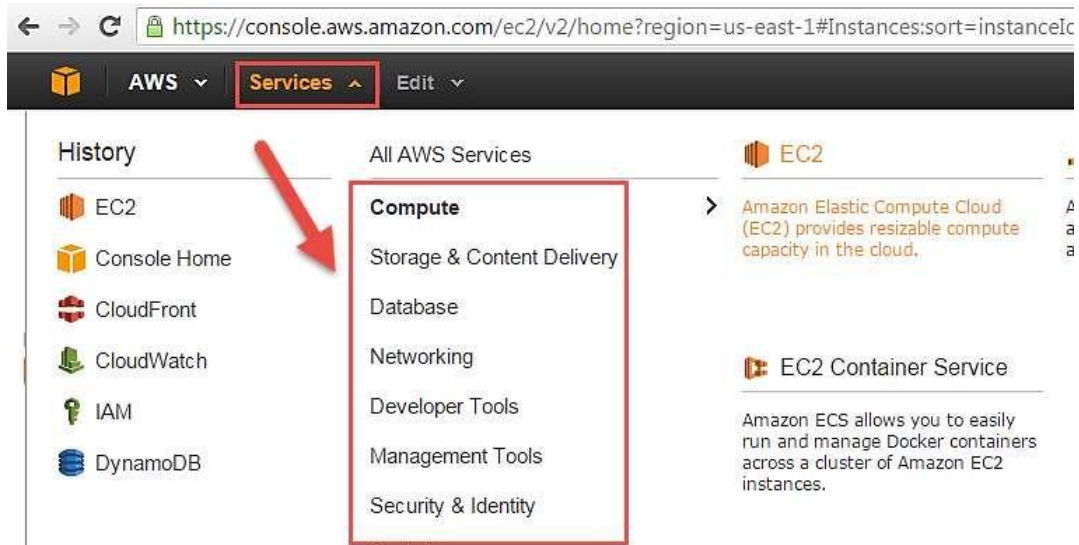 https://console.aws.amazon.com/ec2/v2/home?region=us-east-1#Instances:sort=instanceId
AWS
Services
Edit
History
EC2
Console Home
CloudFront
CloudWatch
IAM
DynamoDB
All AWS Services
Compute
Storage & Content Delivery
Database
Networking
Developer Tools
Management Tools
Security & Identity
EC2
Amazon Elastic Compute Cloud
(EC2) provides resizable compute
capacity in the cloud.
EC2 Container Service
Amazon ECS allows you to easily
run and manage Docker containers
across a cluster of Amazon EC2
instances.